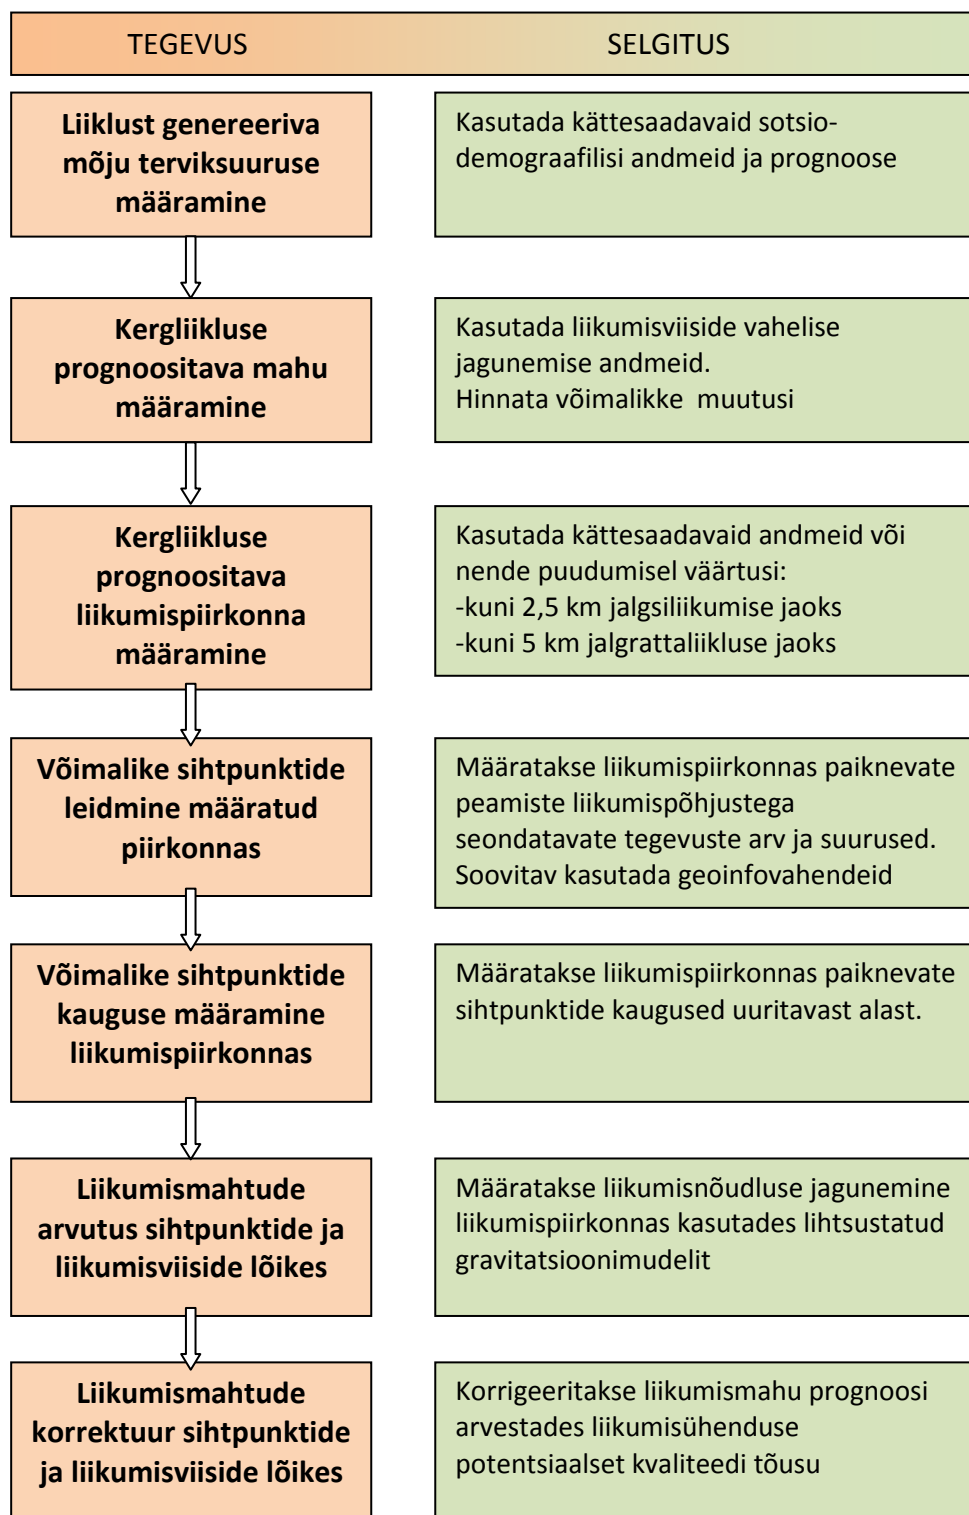 TEGEVUS SELGITUS
Liiklust genereeriva
mõju terviksuuruse
määramine
Kasutada kättesaadavaid sotsio-
demograafilisi andmeid ja prognoose
Kergliikluse
prognoositava mahu
määramine
Kasutada liikumisviiside vahelise
jagunemise andmeid.
Hinnata võimalikke muutusi
Kergliikluse
prognoositava
liikumispiirkonna
määramine
Kasutada kättesaadavaid andmeid või
nende puudumisel väärtusi:
-kuni 2,5 km jalgsiliikumise jaoks
-kuni 5 km jalgrattaliikluse jaoks
Võimalike sihtpunktide
leidmine määratud
piirkonnas
Määratakse liikumispiirkonnas paiknevate
peamiste liikumispõhjustega
seondatavate tegevuste arv ja suurused.
Soovitav kasutada geoinfovahendeid
Võimalike sihtpunktide
kauguse määramine
liikumispiirkonnas
Määratakse liikumispiirkonnas paiknevate
sihtpunktide kaugused uuritavast alast.
Liikumismahtude
arvutus sihtpunktide ja
liikumisviiside lõikes
Määratakse liikumisnõudluse jagunemine
liikumispiirkonnas kasutades lihtsustatud
gravitatsioonimudelit
Liikumismahtude
korrektuur sihtpunktide
ja liikumisviiside lõikes
Korrigeeritakse liikumismahu prognoosi
arvestades liikumisühenduse
potentsiaalset kvaliteedi tõusu